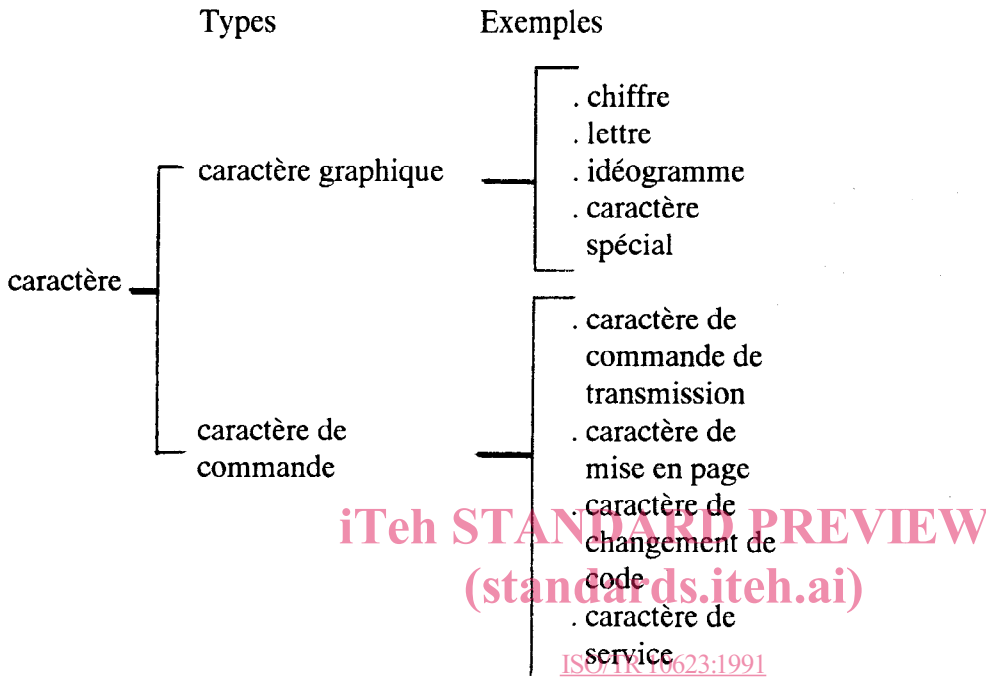 Types Exemples
. chiffre
. lettre
caractère graphique . idéogramme
. caractère
spécial
caractère
. caractère de
commande de
transmission
caractère de . caractère de
commande mise en page
. caractère de
iTeh STANDARD PREVIEW
changement de
code
(standards.iteh.ai)
. caractère de
service
ISO/TR 10623:1991